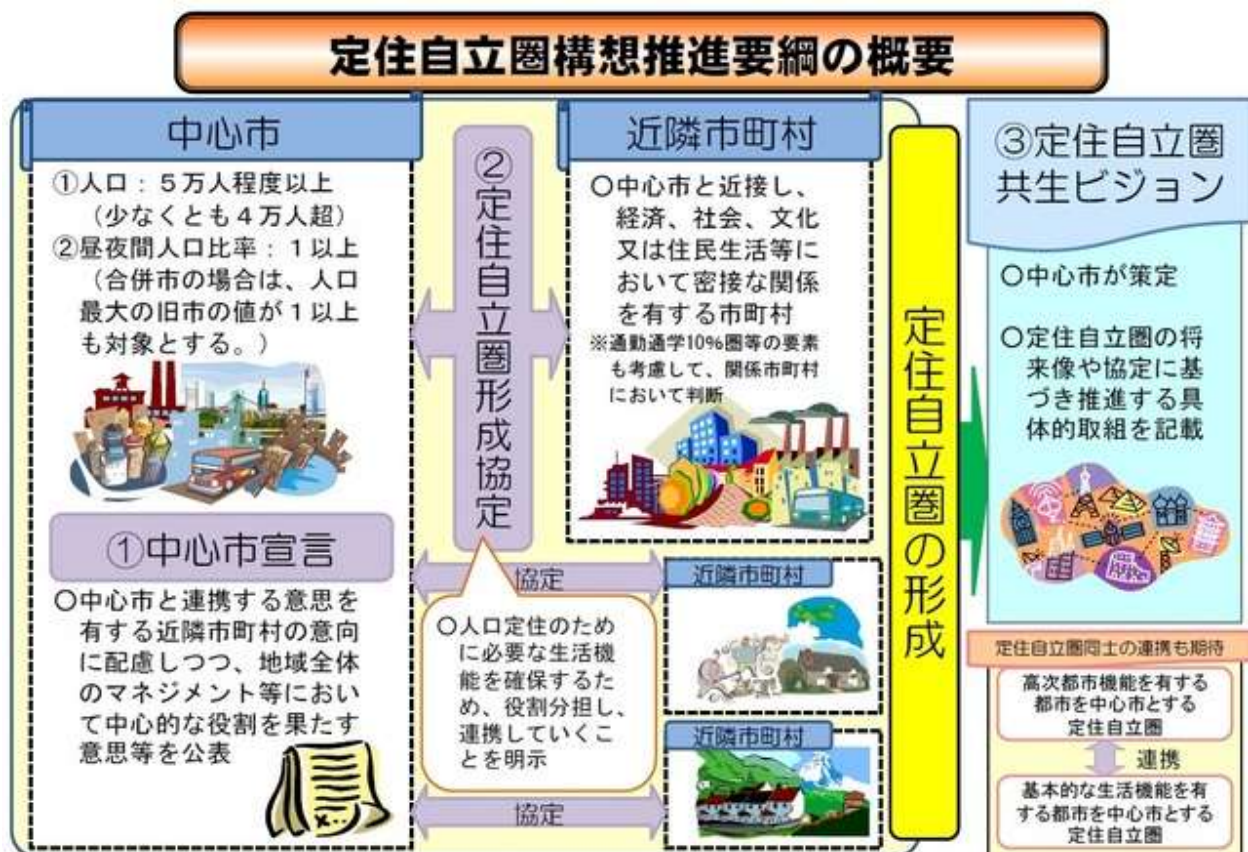 定住自立圏構想推進要綱の概要
中心市
①人口：５万人程度以上
（少なくとも４万人超）
②昼夜間人口比率：１以上
（合併市の場合は、人口
最大の旧市の値が１以上
も対象とする。）
①中心市宣言
○中心市と連携する意思を
有する近隣市町村の意向
に配慮しつつ、地域全体
のマネジメント等におい
て中心的な役割を果たす
意思等を公表
②定住自立圏形成協定
協定
○人口定住のため
に必要な生活機
能を確保するた
め、役割分担し、
連携していくこ
とを明示
協定
近隣市町村
○中心市と近接し、
経済、社会、文化
又は住民生活等に
おいて密接な関係
を有する市町村
※通勤通学10%圏等の要素
も考慮して、関係市町村
において判断
近隣市町村
近隣市町村
定住自立圏の形成
③定住自立圏
共生ビジョン
○中心市が策定
○定住自立圏の将
来像や協定に基
づき推進する具
体的取組を記載
定住自立圏同士の連携も期待
高次都市機能を有する
都市を中心市とする
定住自立圏
連携
基本的な生活機能を有
する都市を中心市とする
定住自立圏